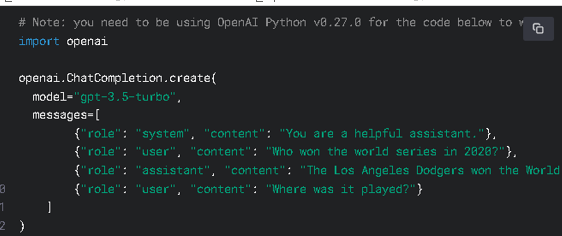 # Note: you need to be using OpenAI Python v0.27.0 for the code below to
import openai
openai.ChatCompletion.create(
model="gpt-3.5-turbo",
messages=[
{"role": "system", "content": "You are a helpful assistant."},
{"role": "user", "content": "Who won the world series in 2020?"},
{"role": "assistant", "content": "The Los Angeles Dodgers won the World
0 {"role": "user", "content": "Where was it played?"}
1 ]
2 )